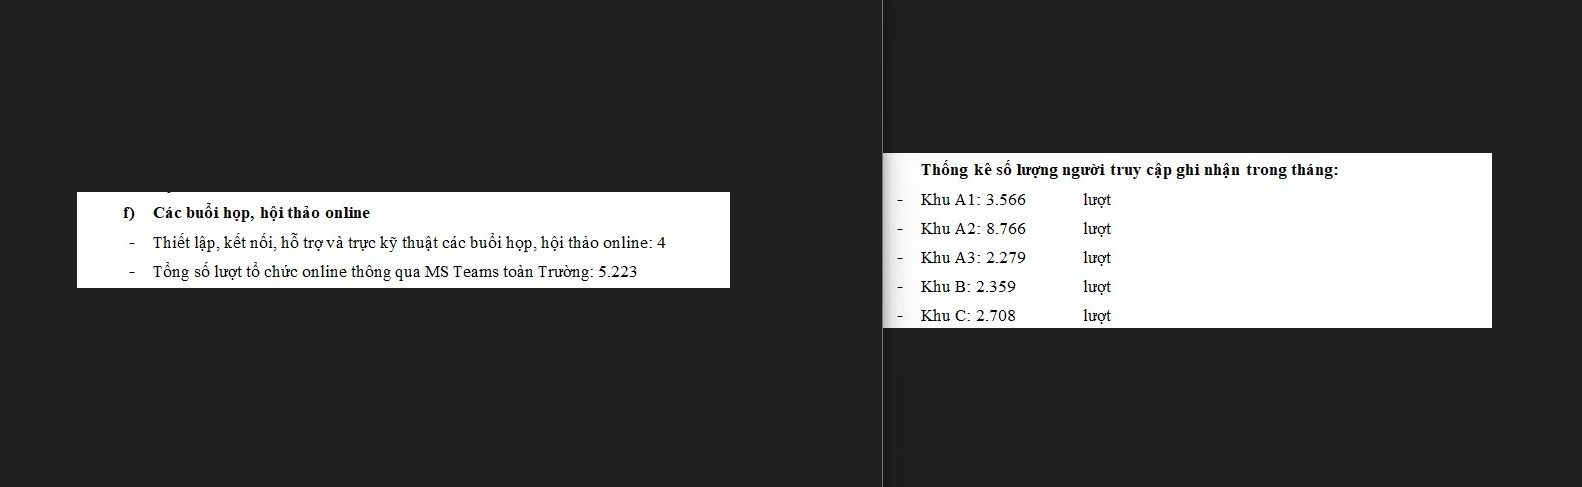 f) Các buổi họp, hội thảo online
- Thiết lập, kết nối, hỗ trợ và trực kỹ thuật các buổi họp, hội thảo online: 4
- Tổng số lượt tổ chức online thông qua MS Teams toàn Trường: 5.223
Thống kê số lượng người truy cập ghi nhận trong tháng:
- Khu A1: 3.566 lượt
- Khu A2: 8.766 lượt
- Khu A3: 2.279 lượt
- Khu B: 2.359 lượt
- Khu C: 2.708 lượt